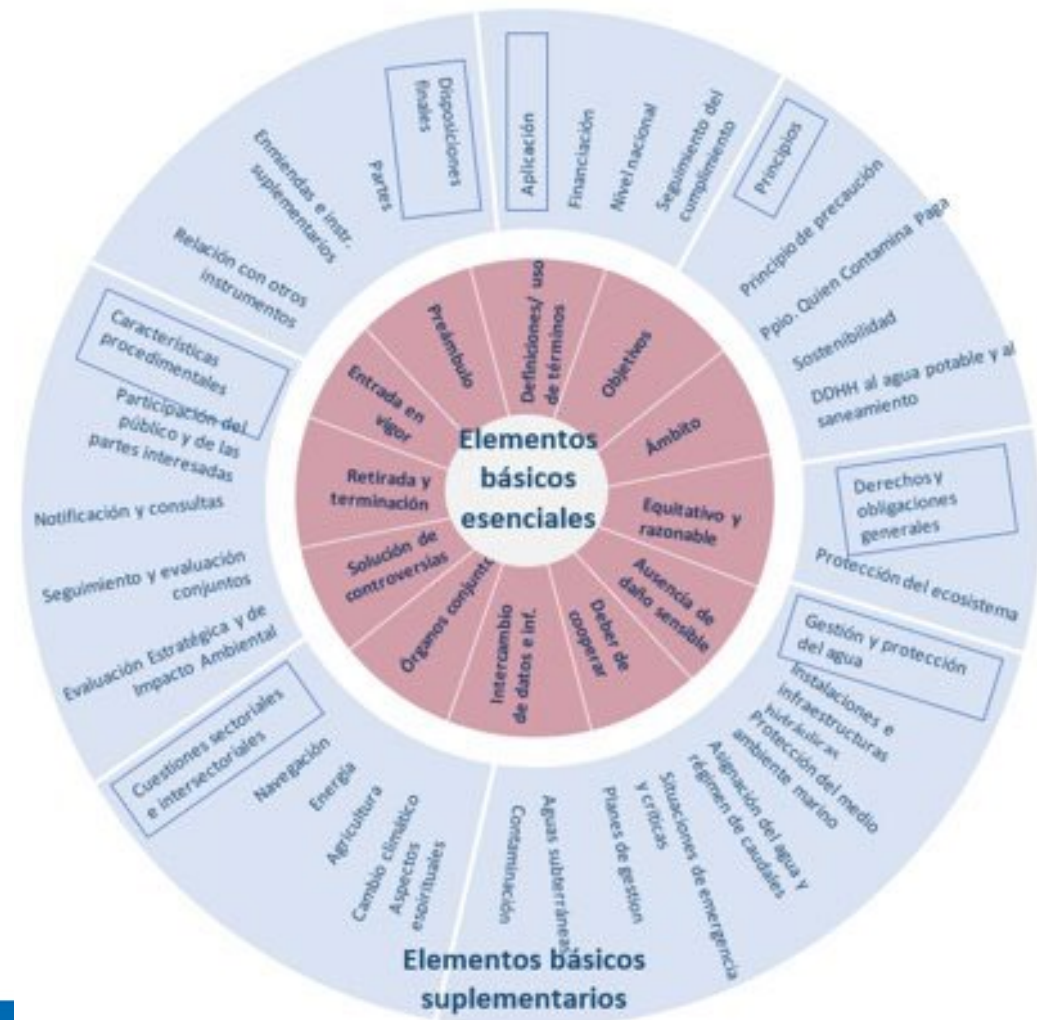 Elementos
básicos
esenciales
Definiciones/ uso
de términos
Objetivos
Ámbito
Equitativo y
razonable
Ausencia de
daño sensible
Deber de
cooperar
Intercambio
de datos e inf.
Órganos conjunt
Solución de
controversias
Retirada y
terminación
Entrada en
vigor
Preámbulo
Aplicación
Financiación
Nivel nacional
Seguimiento del
cumplimiento
Principios
Principio de precaución
Ppio. Quien Contamina Paga
Sostenibilidad
DDHH al agua potable y al
saneamiento
Derechos y
obligaciones
generales
Protección del ecosistema
Gestión y protección
del agua
Instalaciones e
infraestructuras
hidráulicas
Protección del medio
ambiente marino
Asignación del agua y
régimen de caudales
Situaciones de emergencia
y críticas
Planes de gestion
Aguas subterráneas
Contaminación
Cuestiones sectoriales
e intersectoriales
Navegación
Energía
Agricultura
Cambio climático
Aspectos
espirituales
Características
procedimentales
Participación del
público y de las
partes interesadas
Notificación y consultas
Seguimiento y evaluación
conjuntos
Evaluación Estratégica y de
Impacto Ambiental
Disposiciones
finales
Partes
Enmiendas e instr.
suplementarios
Relación con otros
instrumentos
Elementos básicos
suplementarios